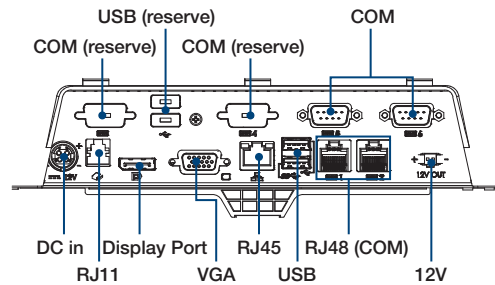 USB (reserve) COM
COM (reserve) COM (reserve)
12V OUT
DC in Display Port RJ45 RJ48 (COM)
RJ11 VGA USB 12V